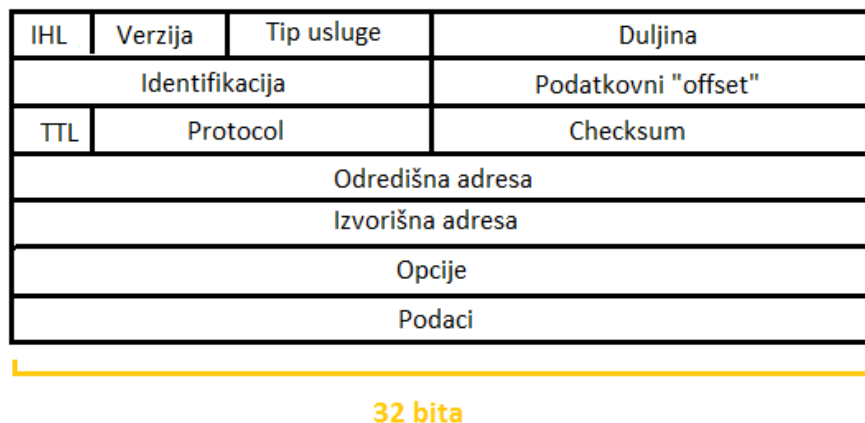 IHL Verzija Tip usluge Duljina
Identifikacija Podatkovni "offset"
TTL Protocol Checksum
Odredišna adresa
Izvorišna adresa
Opcije
Podaci
32 bita